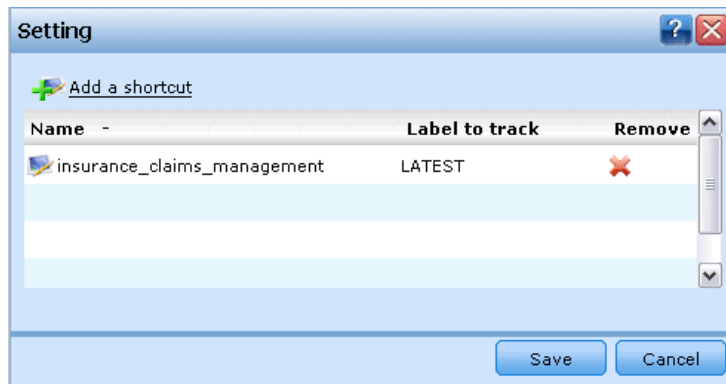 Setting ?
Add a shortcut
Name - Label to track Remove
insurance_claims_management LATEST
Save Cancel